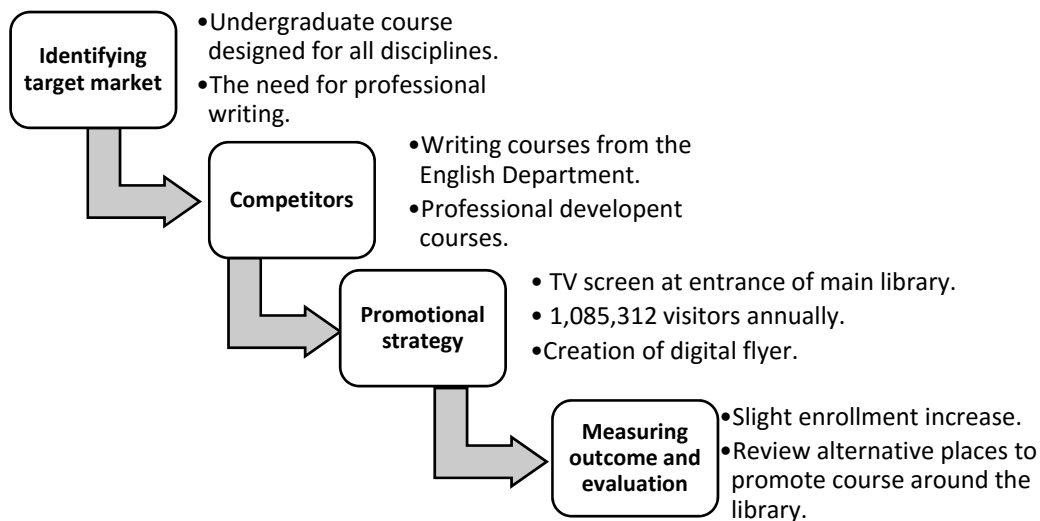 Identifying
target market
•Undergraduate course
designed for all disciplines.
•The need for professional
writing.
Competitors
•Writing courses from the
English Department.
•Professional developent
courses.
Promotional
strategy
• TV screen at entrance of main library.
• 1,085,312 visitors annually.
•Creation of digital flyer.
Measuring
outcome and
evaluation
•Slight enrollment increase.
•Review alternative places to
promote course around the
library.